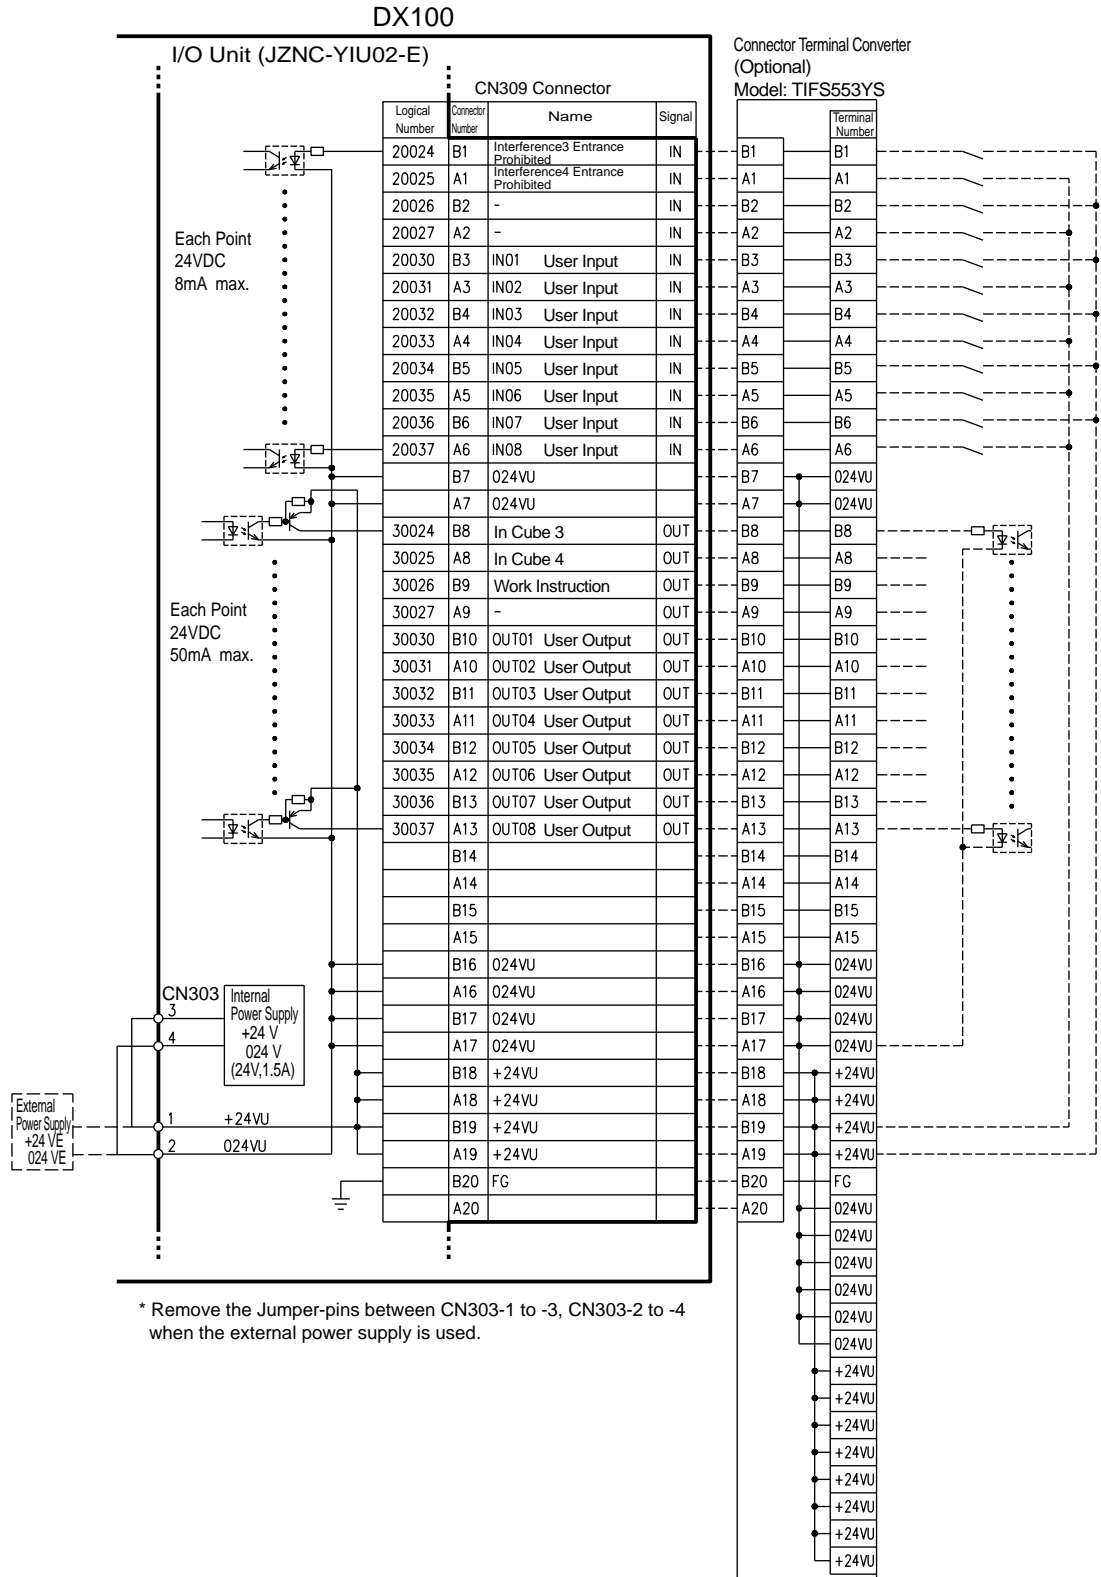 DX100
I/O Unit (JZNC-YIU02-E)
Connector Terminal Converter
(Optional)
Model: TIFS553YS
CN309 Connector
Logical Number Connector Number Name Signal Terminal Number
20024 B1 Interference3 Entrance Prohibited IN B1 B1
20025 A1 Interference4 Entrance Prohibited IN A1 A1
20026 B2 - IN B2 B2
20027 A2 - IN A2 A2
20030 B3 IN01 User Input IN B3 B3
20031 A3 IN02 User Input IN A3 A3
20032 B4 IN03 User Input IN B4 B4
20033 A4 IN04 User Input IN A4 A4
20034 B5 IN05 User Input IN B5 B5
20035 A5 IN06 User Input IN A5 A5
20036 B6 IN07 User Input IN B6 B6
20037 A6 IN08 User Input IN A6 A6
B7 024VU B7 024VU
A7 024VU A7 024VU
30024 B8 In Cube 3 OUT B8 B8
30025 A8 In Cube 4 OUT A8 A8
30026 B9 Work Instruction OUT B9 B9
30027 A9 - OUT A9 A9
30030 B10 OUT01 User Output OUT B10 B10
30031 A10 OUT02 User Output OUT A10 A10
30032 B11 OUT03 User Output OUT B11 B11
30033 A11 OUT04 User Output OUT A11 A11
30034 B12 OUT05 User Output OUT B12 B12
30035 A12 OUT06 User Output OUT A12 A12
30036 B13 OUT07 User Output OUT B13 B13
30037 A13 OUT08 User Output OUT A13 A13
B14 B14 B14
A14 A14 A14
B15 B15 B15
A15 A15 A15
B16 024VU B16 024VU
A16 024VU A16 024VU
B17 024VU B17 024VU
A17 024VU A17 024VU
B18 +24VU B18 +24VU
A18 +24VU A18 +24VU
B19 +24VU B19 +24VU
A19 +24VU A19 +24VU
B20 FG B20 FG
A20 A20 024VU
024VU
024VU
024VU
024VU
024VU
+24VU
+24VU
+24VU
+24VU
+24VU
+24VU
+24VU
+24VU
Each Point
24VDC
8mA max.
Each Point
24VDC
50mA max.
CN303
3
4
Internal
Power Supply
+24 V
024 V
(24V,1.5A)
External
Power Supply
+24 VE
024 VE
1 +24VU
2 024VU
* Remove the Jumper-pins between CN303-1 to -3, CN303-2 to -4
when the external power supply is used.